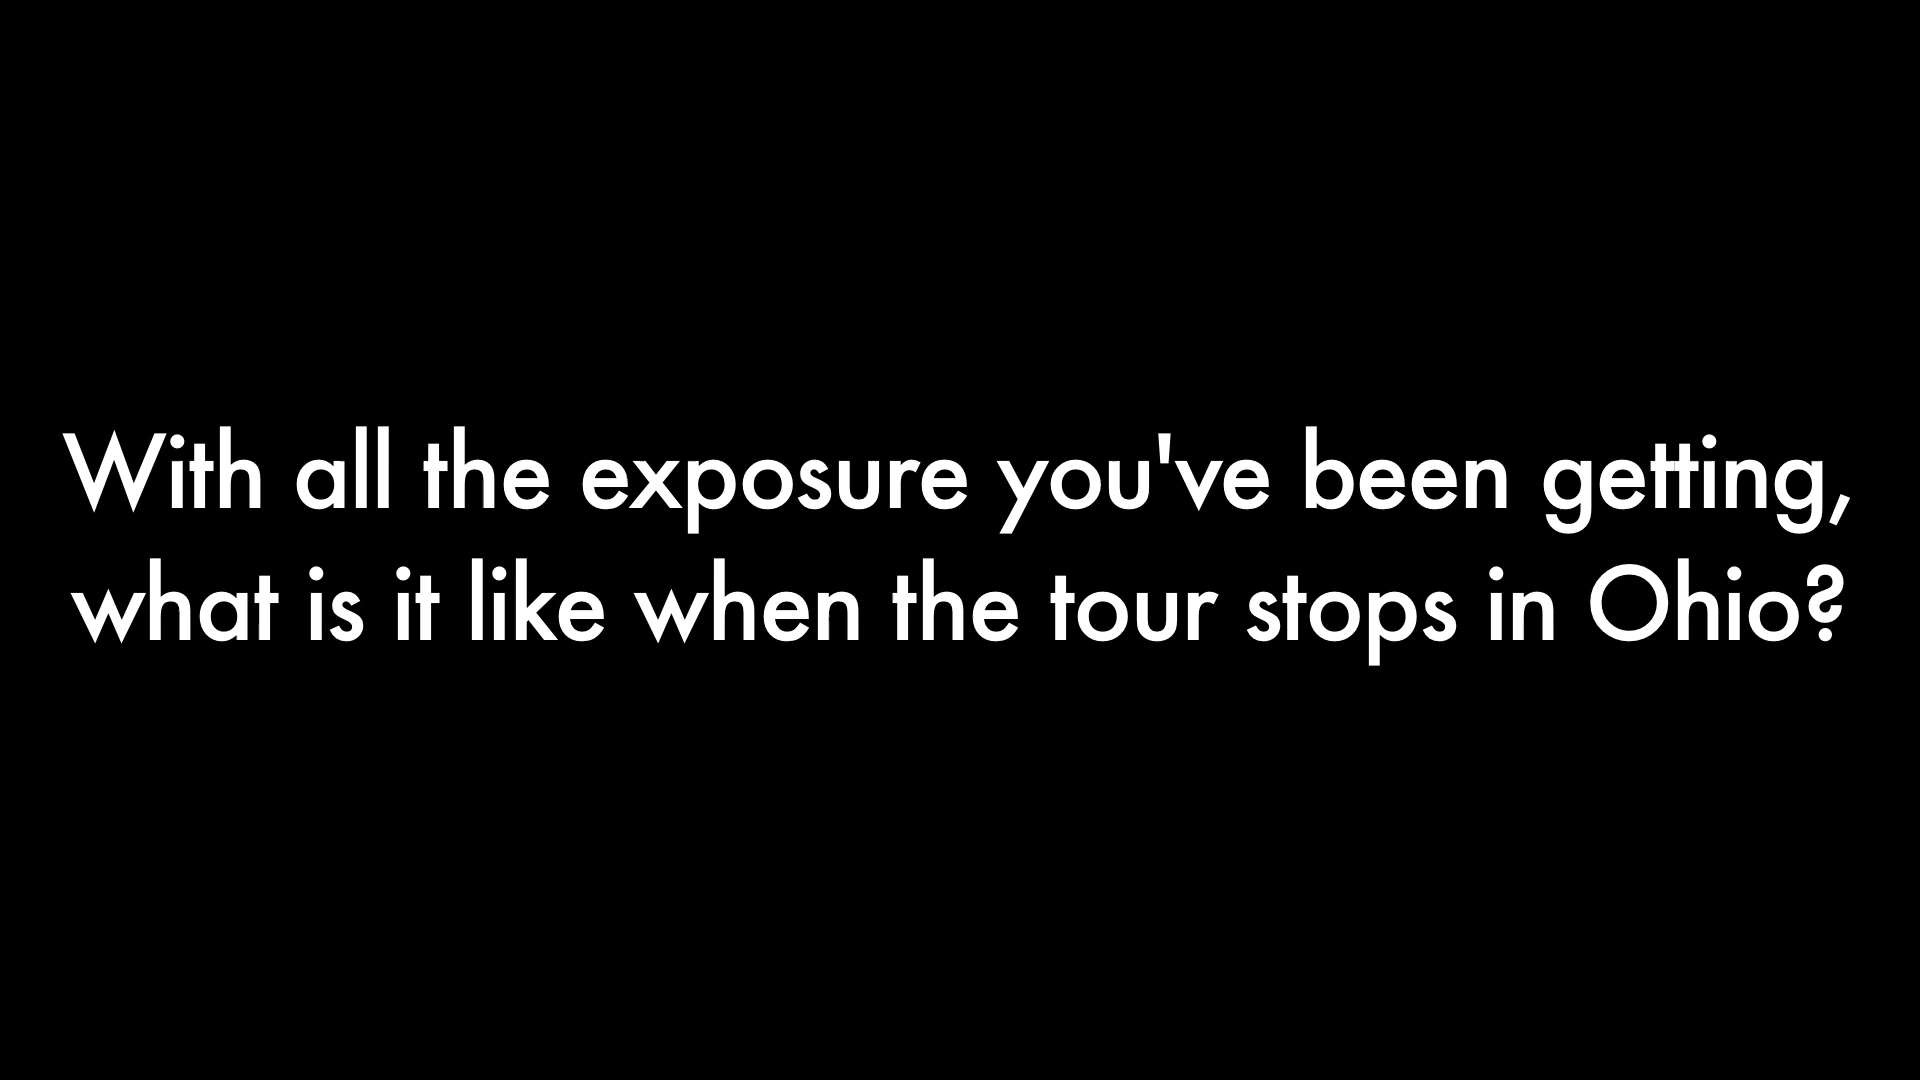 With all the exposure you've been getting,
what is it like when the tour stops in Ohio?